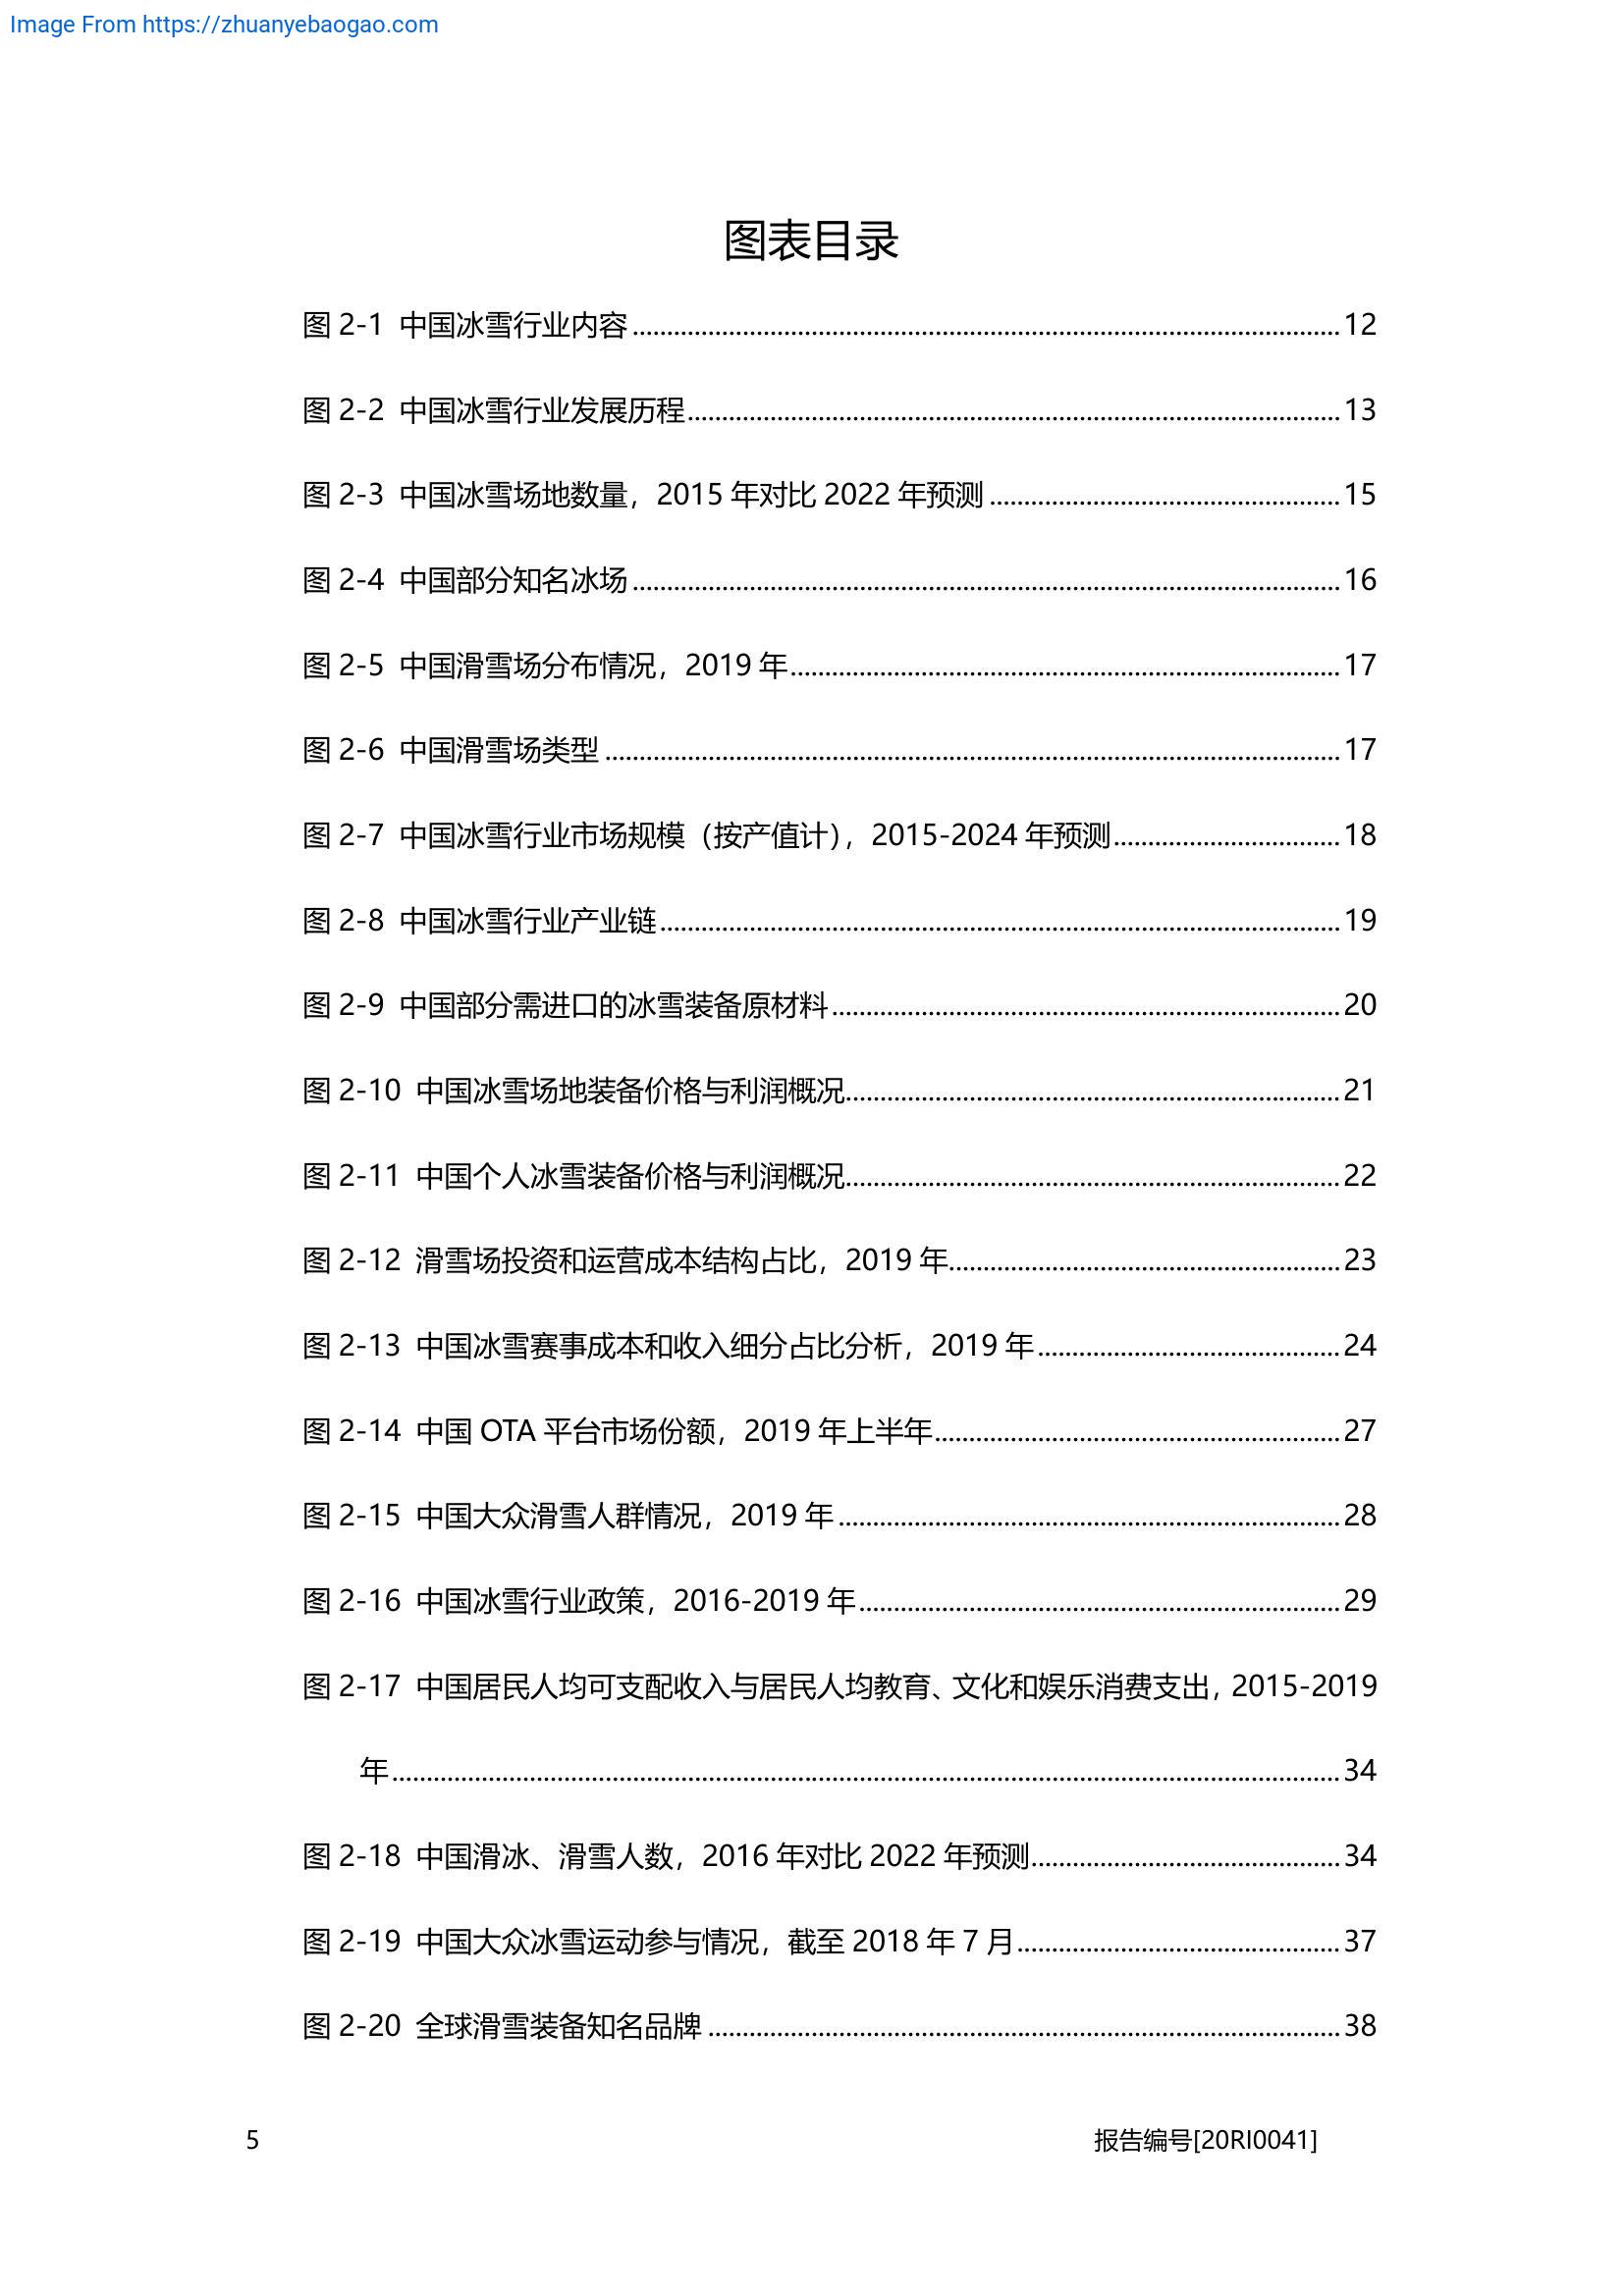 Image From https://zhuanyebaogao.com
图表目录
图 2-1 中国冰雪行业内容 ........ 12
图 2-2 中国冰雪行业发展历程 ........ 13
图 2-3 中国冰雪场地数量，2015 年对比 2022 年预测 ........ 15
图 2-4 中国部分知名冰场 ........ 16
图 2-5 中国滑雪场分布情况，2019 年 ........ 17
图 2-6 中国滑雪场类型 ........ 17
图 2-7 中国冰雪行业市场规模（按产值计），2015-2024 年预测 ........ 18
图 2-8 中国冰雪行业产业链 ........ 19
图 2-9 中国部分需进口的冰雪装备原材料 ........ 20
图 2-10 中国冰雪场地装备价格与利润概况 ........ 21
图 2-11 中国个人冰雪装备价格与利润概况 ........ 22
图 2-12 滑雪场投资和运营成本结构占比，2019 年 ........ 23
图 2-13 中国冰雪赛事成本和收入细分占比分析，2019 年 ........ 24
图 2-14 中国 OTA 平台市场份额，2019 年上半年 ........ 27
图 2-15 中国大众滑雪人群情况，2019 年 ........ 28
图 2-16 中国冰雪行业政策，2016-2019 年 ........ 29
图 2-17 中国居民人均可支配收入与居民人均教育、文化和娱乐消费支出，2015-2019
年 ........ 34
图 2-18 中国滑冰、滑雪人数，2016 年对比 2022 年预测 ........ 34
图 2-19 中国大众冰雪运动参与情况，截至 2018 年 7 月 ........ 37
图 2-20 全球滑雪装备知名品牌 ........ 38
5 报告编号[20RI0041]